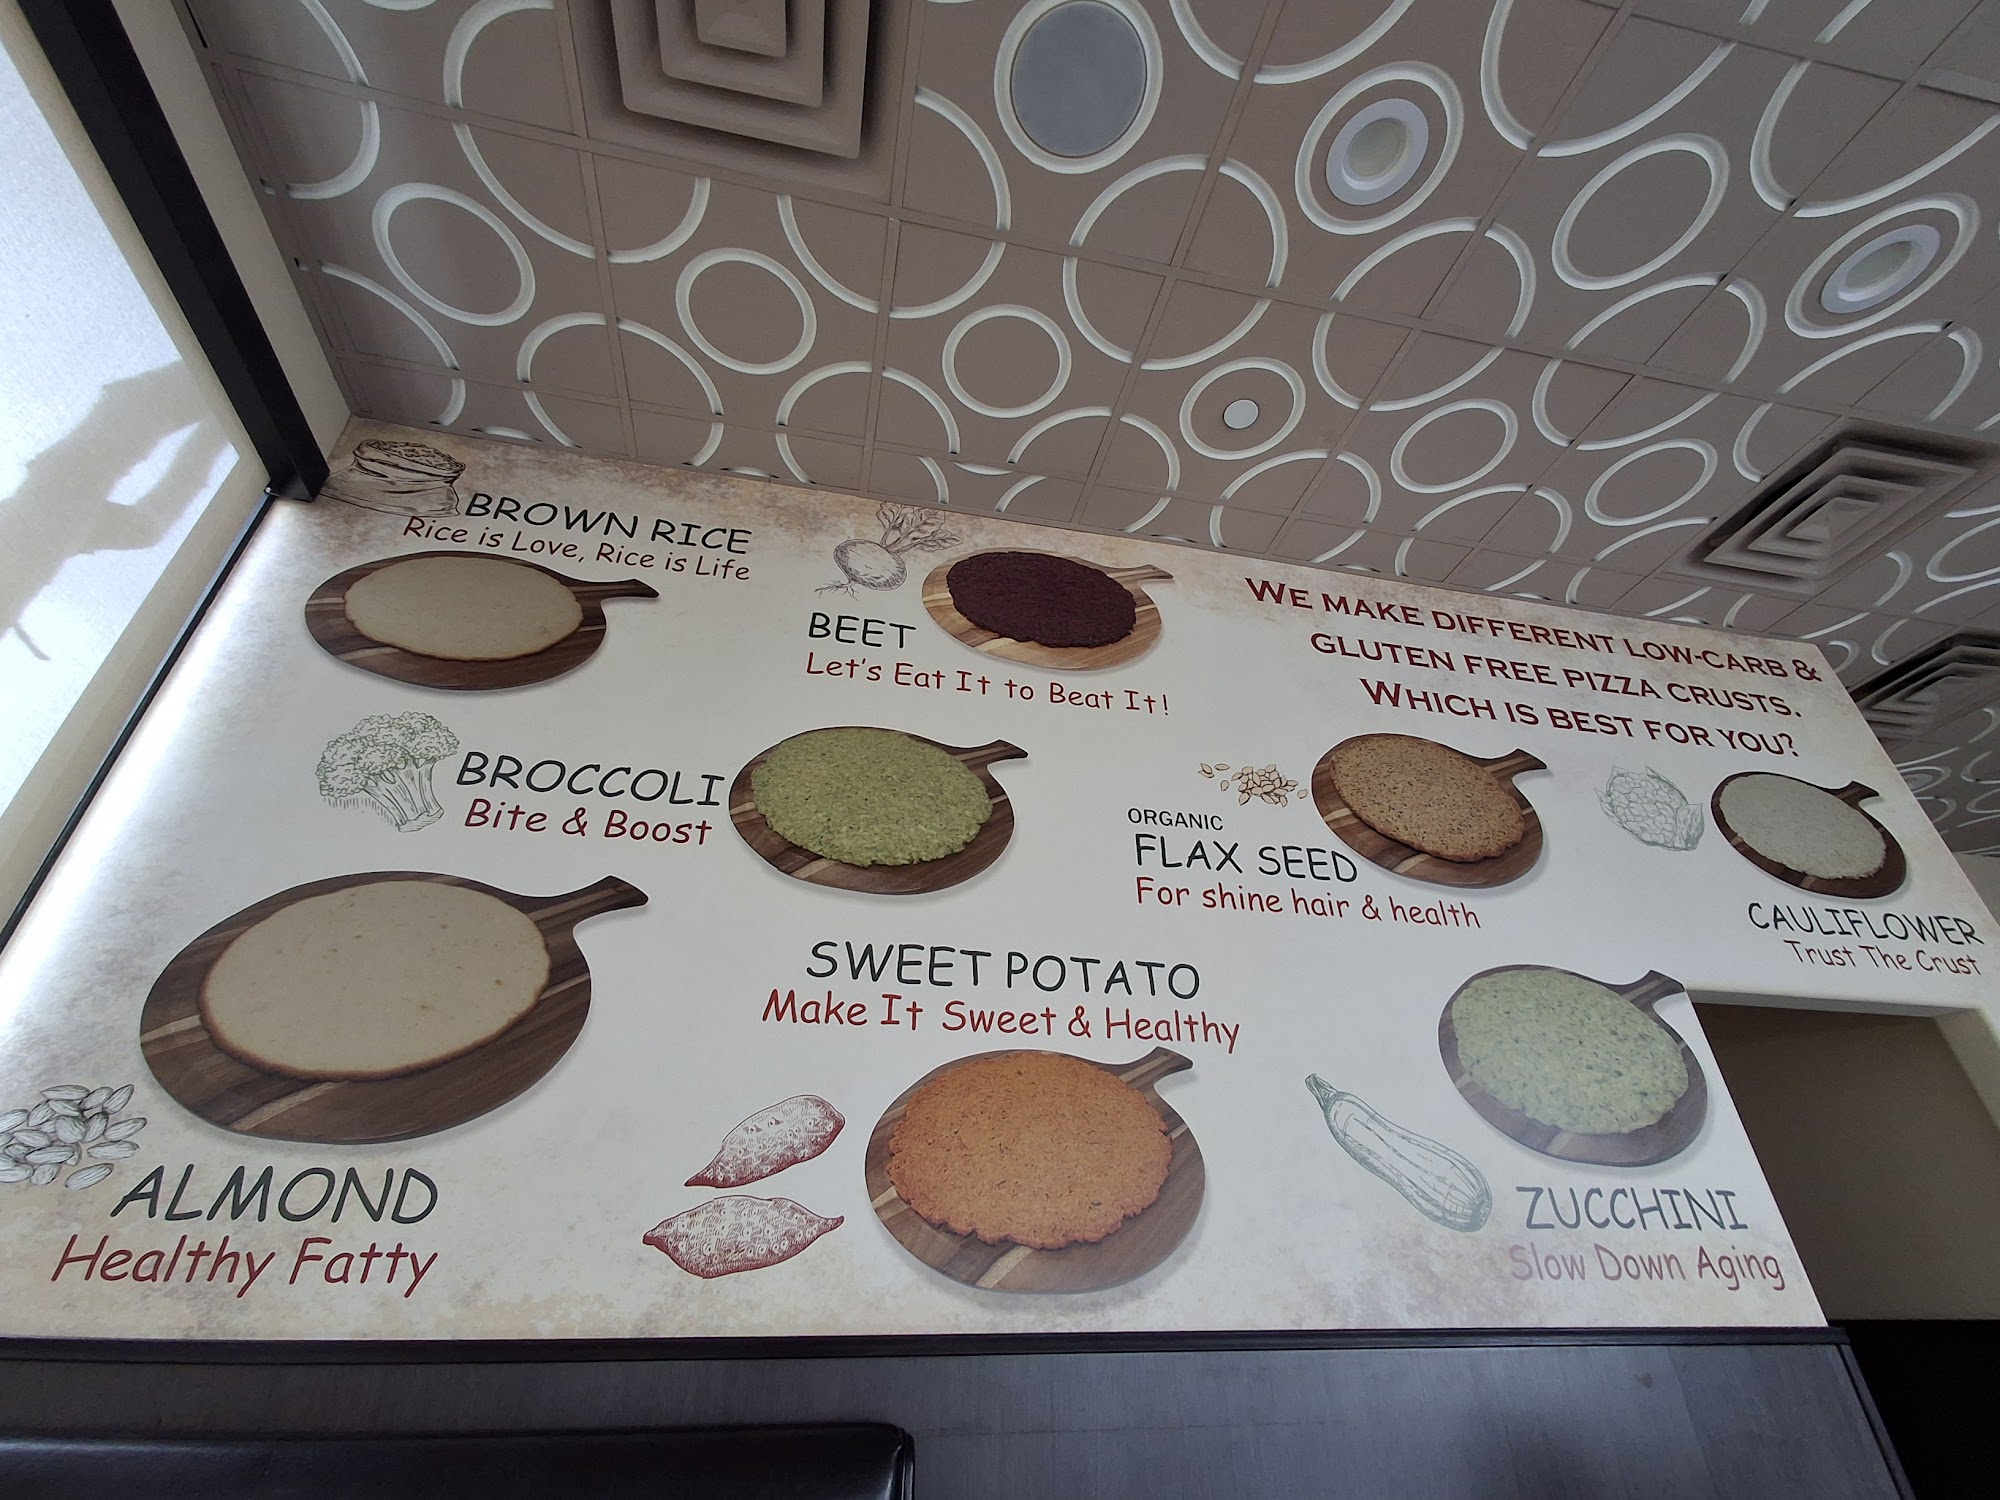 BROWN RICE
Rice is Love, Rice is Life
BEET
Let's Eat It to Beat It!
WE MAKE DIFFERENT LOW-CARB &
GLUTEN FREE PIZZA CRUSTS.
WHICH IS BEST FOR YOU?
BROCCOLI
Bite & Boost
ORGANIC
FLAX SEED
For shine hair & health
CAULIFLOWER
Trust The Crust
ALMOND
Healthy Fatty
SWEET POTATO
Make It Sweet & Healthy
ZUCCHINI
Slow Down Aging